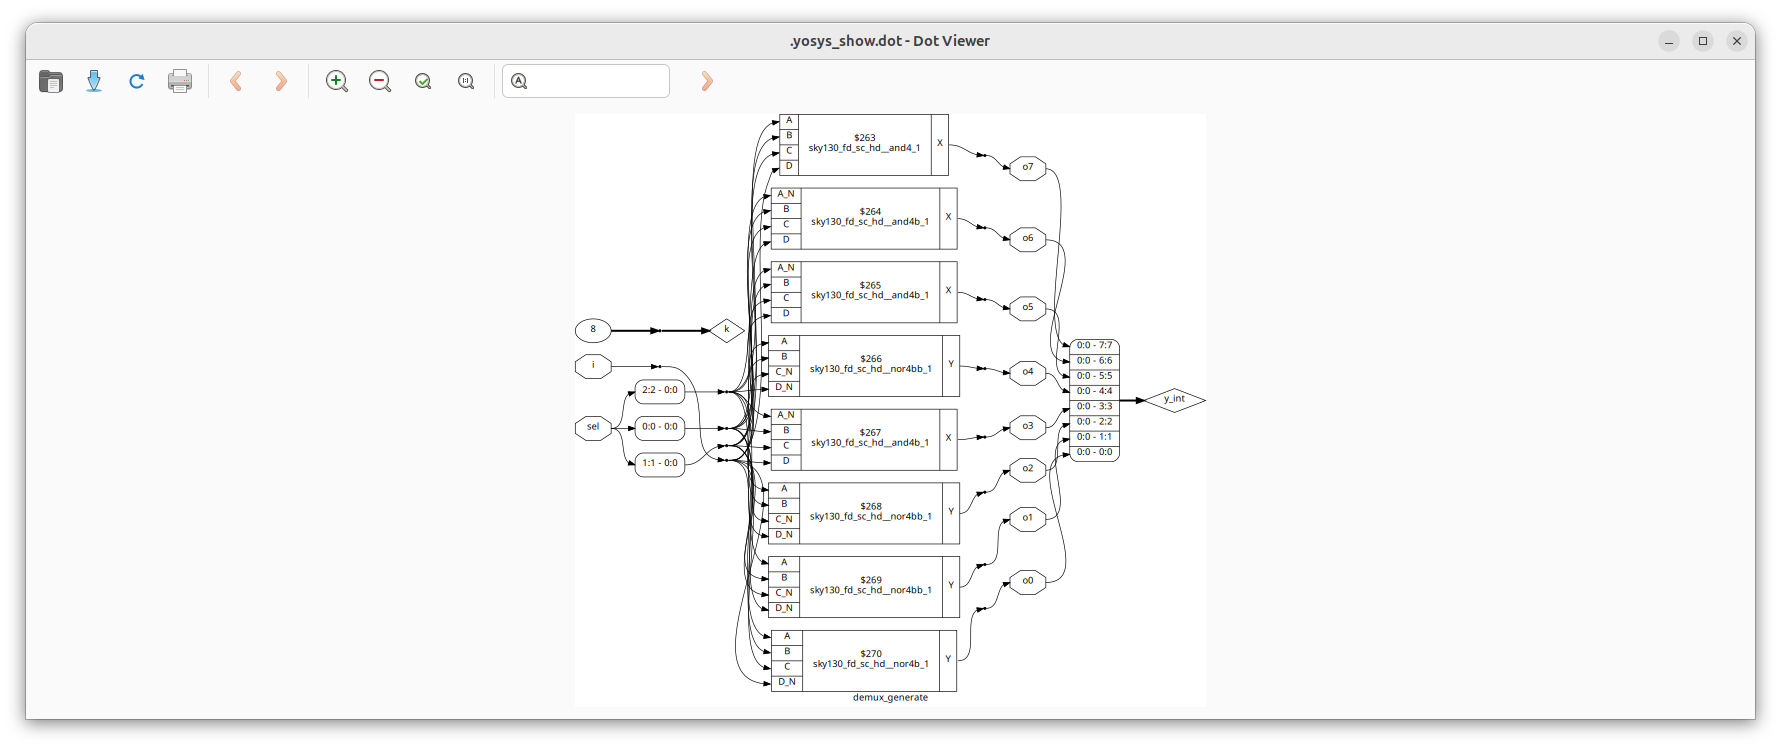 .yosys_show.dot - Dot Viewer
A
B
C
D
$263
sky130_fd_sc_hd__and4_1
X
o7
A_N
B
C
D
$264
sky130_fd_sc_hd__and4b_1
X
o6
A_N
B
C
D
$265
sky130_fd_sc_hd__and4b_1
X
o5
8
k
i
A
B
C_N
D_N
$266
sky130_fd_sc_hd__nor4bb_1
Y
o4
2:2 - 0:0
sel
0:0 - 0:0
1:1 - 0:0
A_N
B
C
D
$267
sky130_fd_sc_hd__and4b_1
X
o3
0:0 - 7:7
0:0 - 6:6
0:0 - 5:5
0:0 - 4:4
0:0 - 3:3
0:0 - 2:2
0:0 - 1:1
0:0 - 0:0
y_int
A
B
C_N
D_N
$268
sky130_fd_sc_hd__nor4bb_1
Y
o2
A
B
C_N
D_N
$269
sky130_fd_sc_hd__nor4bb_1
Y
o1
A
B
C
D_N
$270
sky130_fd_sc_hd__nor4b_1
Y
o0
demux_generate